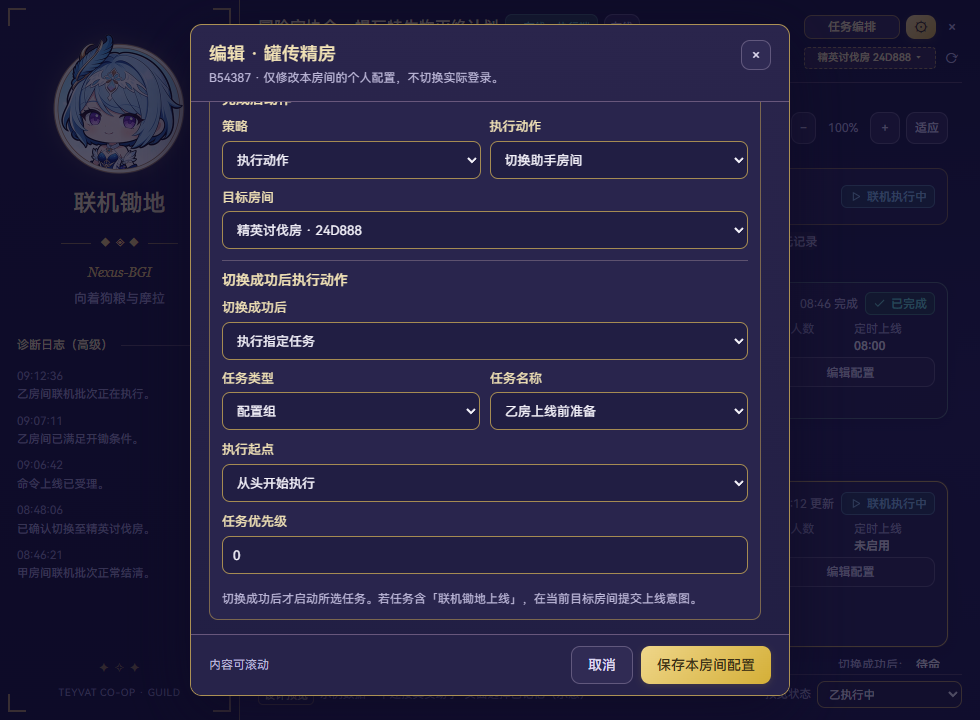 编辑 · 罐传精房
B54387 · 仅修改本房间的个人配置，不切换实际登录。
×
策略
执行动作
执行动作
切换助手房间
目标房间
精英讨伐房 · 24D888
切换成功后执行动作
切换成功后
执行指定任务
任务类型
任务名称
配置组
乙房上线前准备
执行起点
从头开始执行
任务优先级
0
切换成功后才启动所选任务。若任务含「联机锄地上线」，在当前目标房间提交上线意图。
内容可滚动
取消
保存本房间配置
联机锄地
Nexus-BGI
向着狗粮与摩拉
诊断日志（高级）
09:12:36
乙房间联机批次正在执行。
09:07:11
乙房间已满足开锄条件。
09:06:42
命令上线已受理。
08:48:06
已确认切换至精英讨伐房。
08:46:21
甲房间联机批次正常结清。
TEYVAT CO-OP · GUILD
任务编排
×
精英讨伐房 24D888
−
100%
+
适应
联机执行中
记录
08:46 完成
已完成
人数
定时上线
08:00
编辑配置
:12 更新
联机执行中
人数
定时上线
未启用
编辑配置
切换成功后:
待命
状态
乙执行中